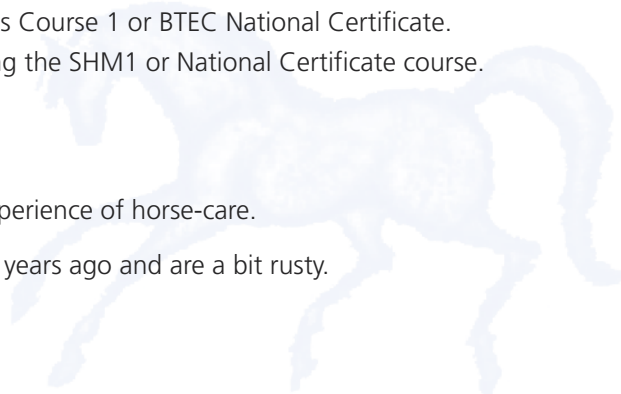 s Course 1 or BTEC National Certificate.
g the SHM1 or National Certificate course.
perience of horse-care.
years ago and are a bit rusty.